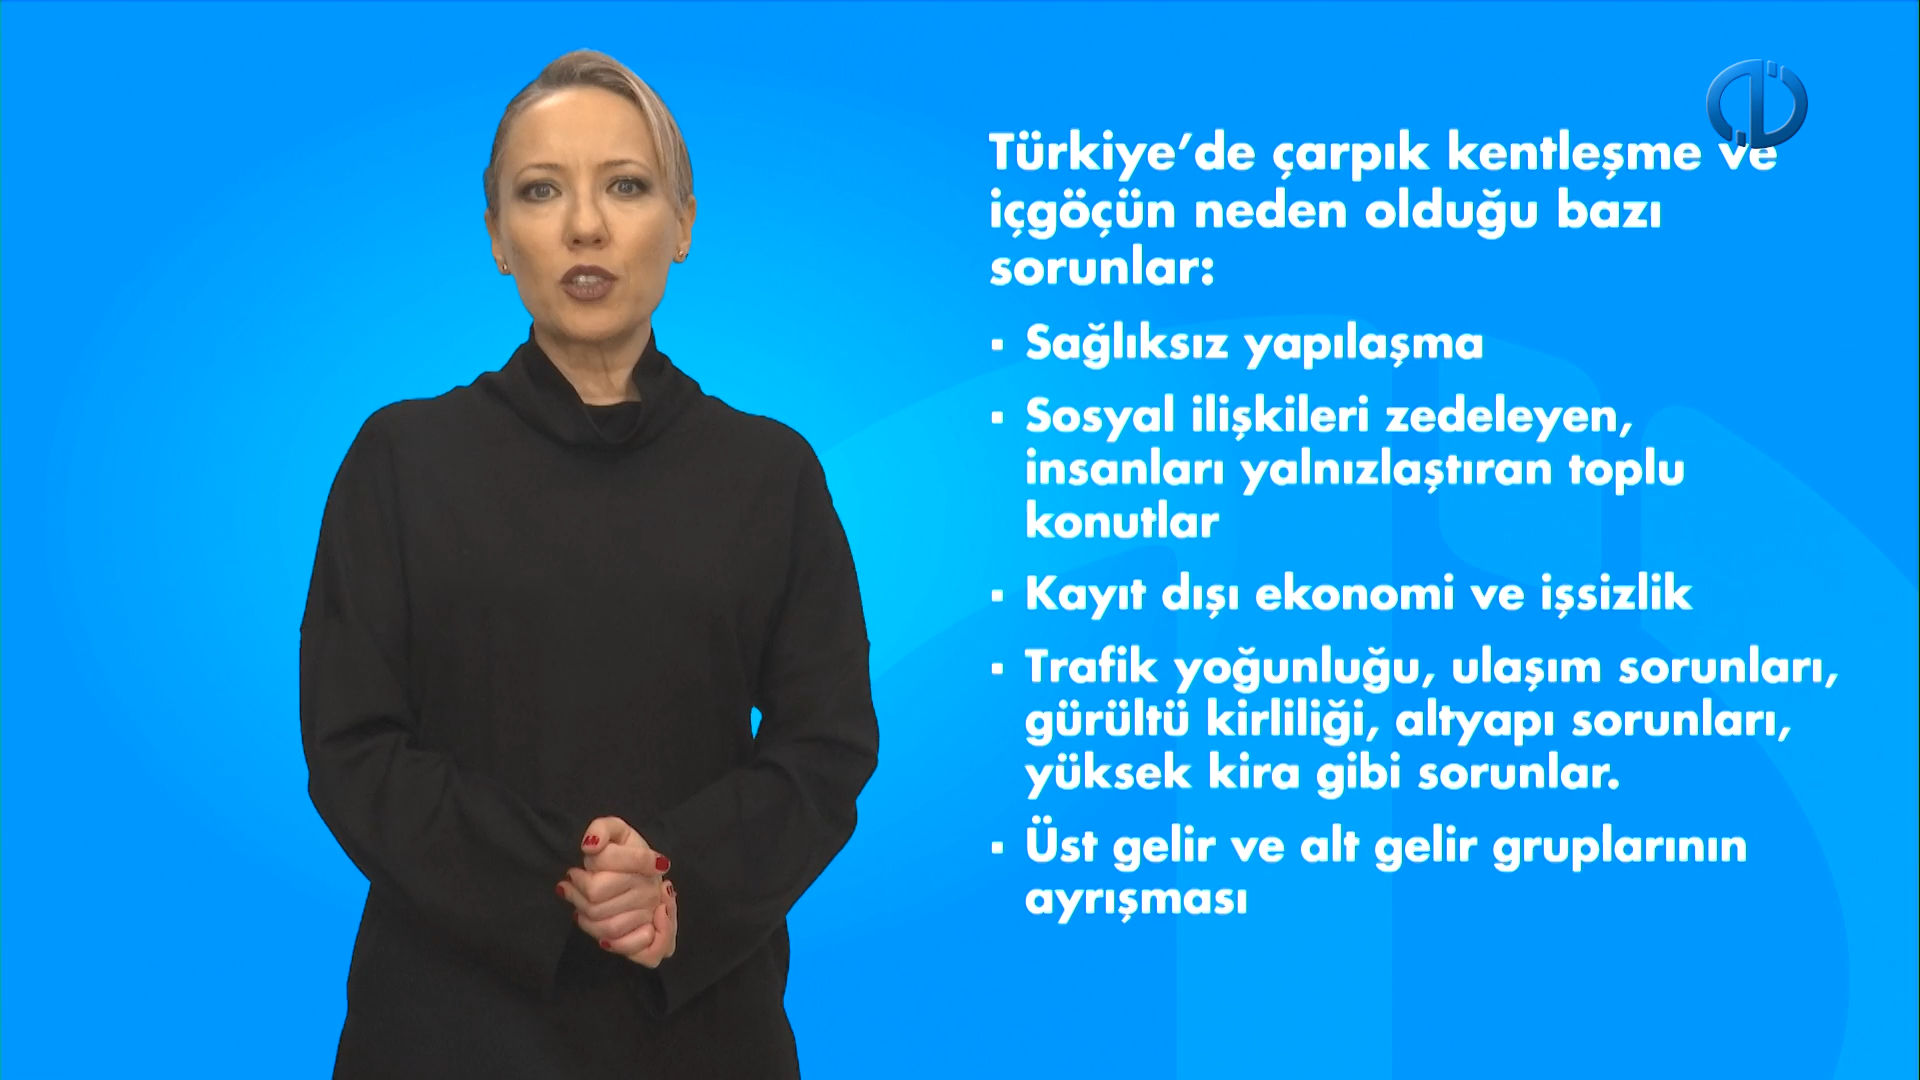 Türkiye’de çarpık kentleşme ve
içgöçün neden olduğu bazı
sorunlar:
▪ Sağlıksız yapılaşma
▪ Sosyal ilişkileri zedeleyen,
insanları yalnızlaştıran toplu
konutlar
▪ Kayıt dışı ekonomi ve işsizlik
▪ Trafik yoğunluğu, ulaşım sorunları,
gürültü kirliliği, altyapı sorunları,
yüksek kira gibi sorunlar.
▪ Üst gelir ve alt gelir gruplarının
ayrışması